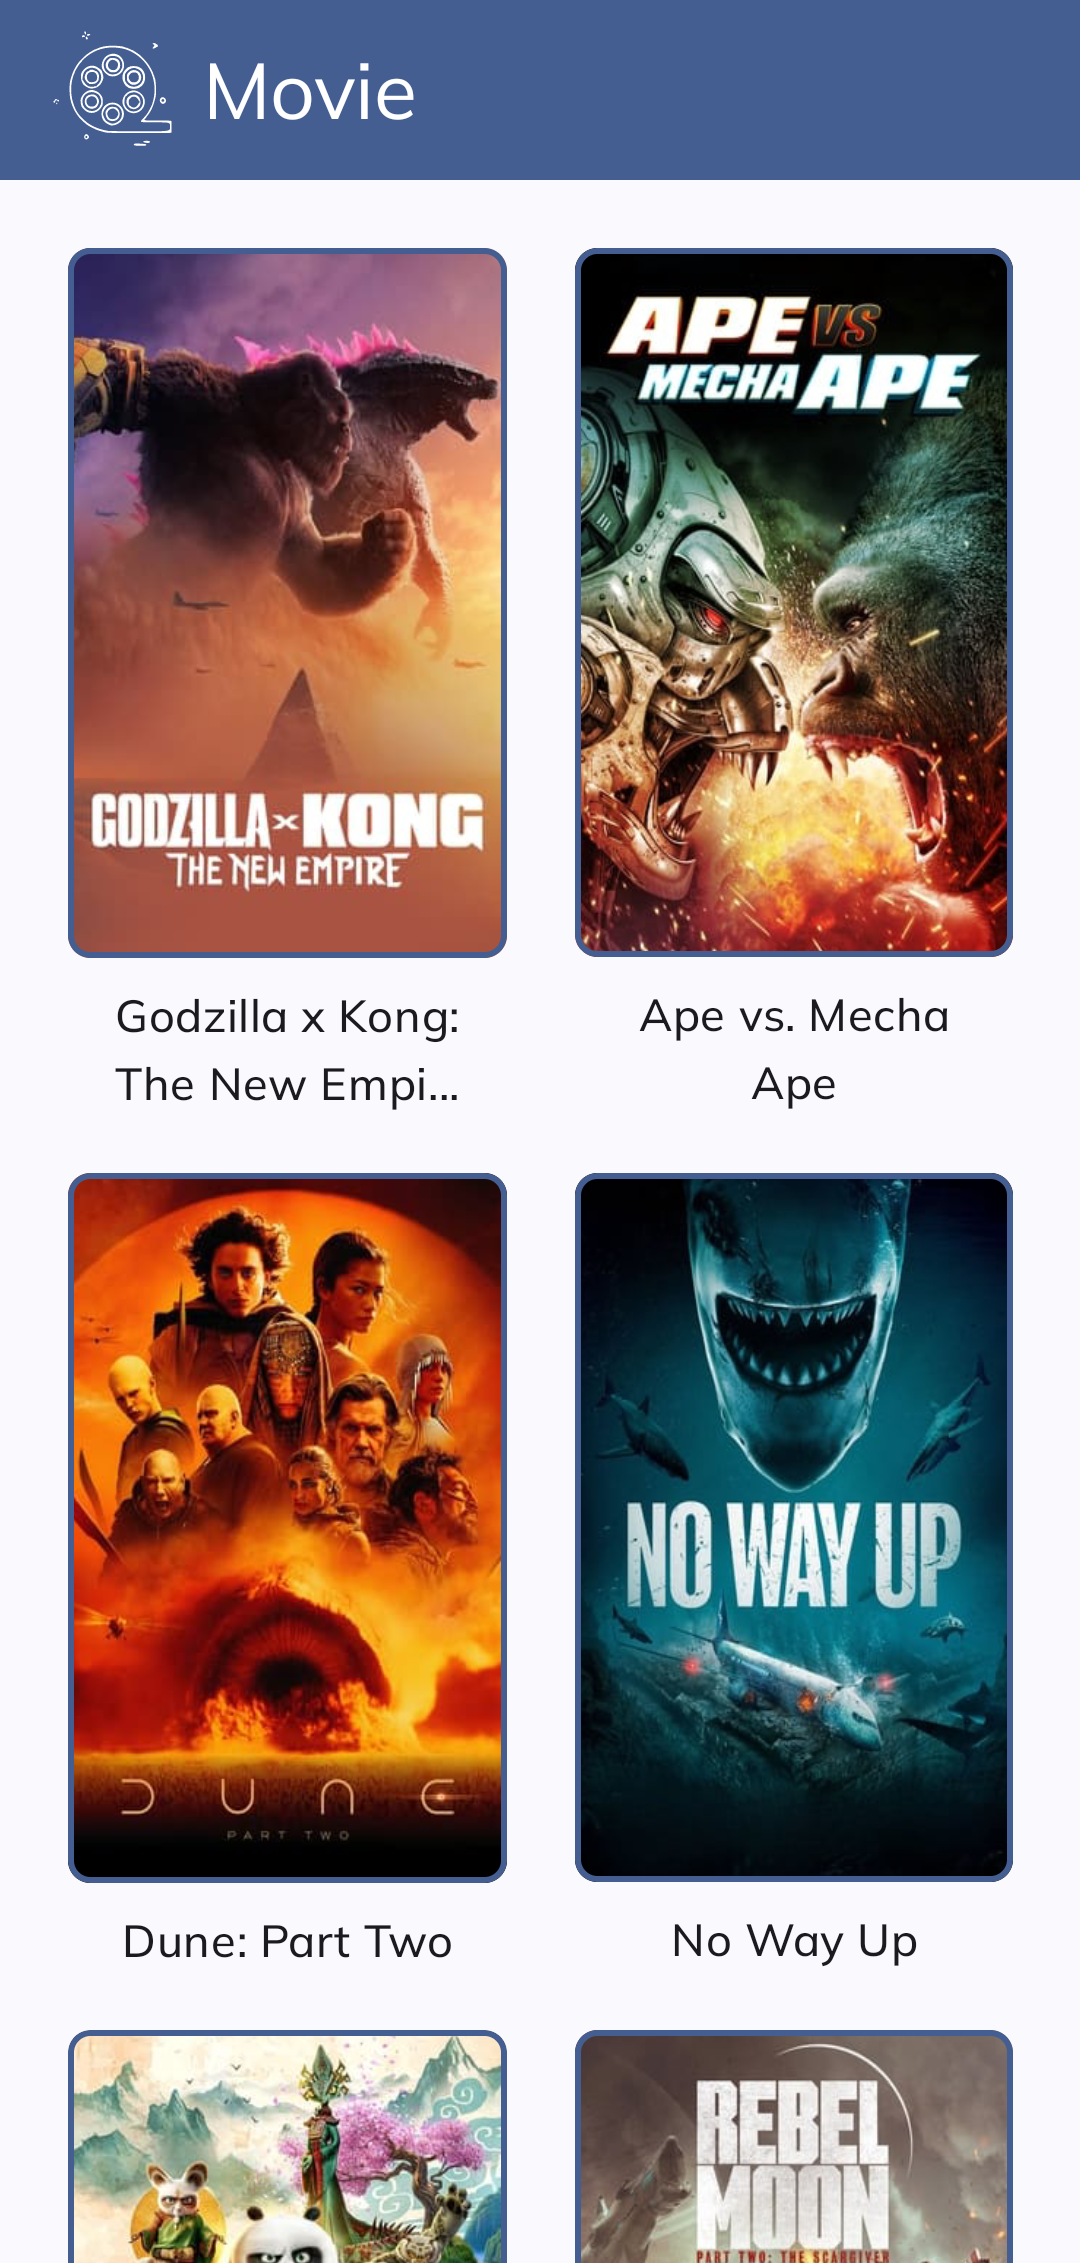 Movie
GODZILLA x KONG
THE NEW EMPIRE
APE VS
MECHA APE
Godzilla x Kong:
The New Empi...
Ape vs. Mecha
Ape
DUNE
PART TWO
NO WAY UP
Dune: Part Two
No Way Up
REBEL
MOON
PART TWO: THE SCARGIVER